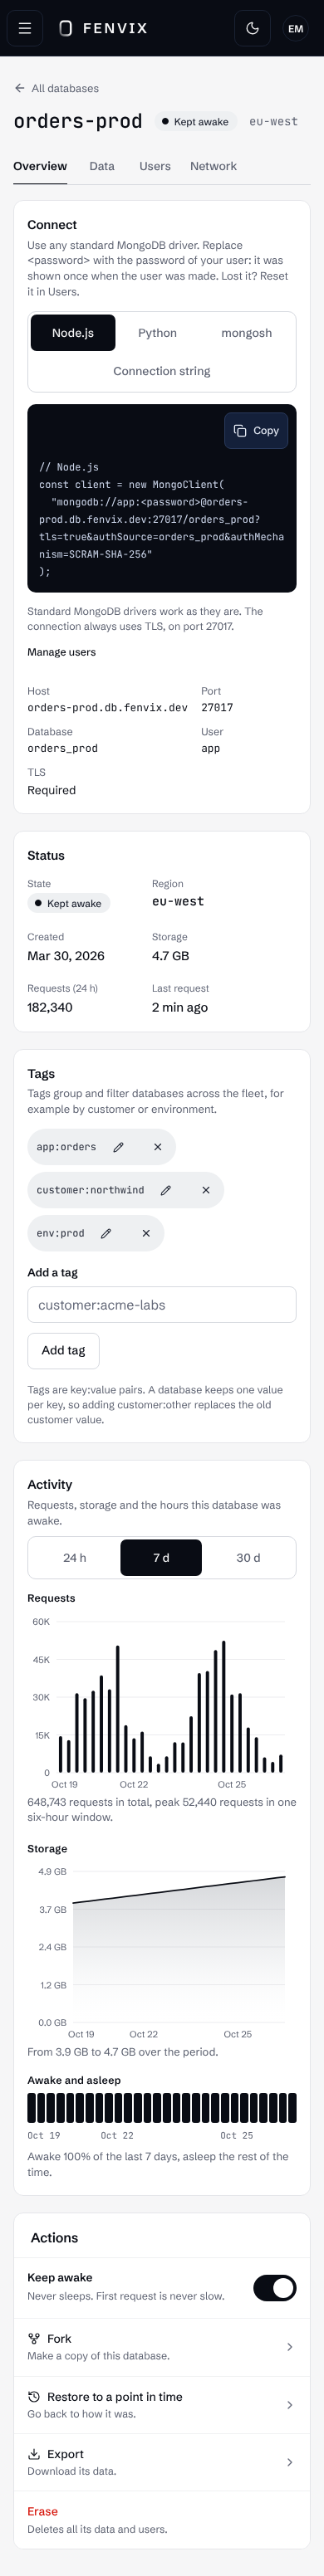 FENVIX
EM
All databases
orders-prod
Kept awake
eu-west
Overview
Data
Users
Network
Connect
Use any standard MongoDB driver. Replace
<password> with the password of your user: it was
shown once when the user was made. Lost it? Reset
it in Users.
Node.js
Python
mongosh
Connection string
Copy
// Node.js
const client = new MongoClient(
"mongodb://app:<password>@orders-
prod.db.fenvix.dev:27017/orders_prod?
tls=true&authSource=orders_prod&authMecha
nism=SCRAM-SHA-256"
);
Standard MongoDB drivers work as they are. The
connection always uses TLS, on port 27017.
Manage users
Host
Port
orders-prod.db.fenvix.dev
27017
Database
User
orders_prod
app
TLS
Required
Status
State
Region
Kept awake
eu-west
Created
Storage
Mar 30, 2026
4.7 GB
Requests (24 h)
Last request
182,340
2 min ago
Tags
Tags group and filter databases across the fleet, for
example by customer or environment.
app:orders
customer:northwind
env:prod
Add a tag
customer:acme-labs
Add tag
Tags are key:value pairs. A database keeps one value
per key, so adding customer:other replaces the old
customer value.
Activity
Requests, storage and the hours this database was
awake.
24 h
7 d
30 d
Requests
60K
45K
30K
15K
0
Oct 19
Oct 22
Oct 25
648,743 requests in total, peak 52,440 requests in one
six-hour window.
Storage
4.9 GB
3.7 GB
2.4 GB
1.2 GB
0.0 GB
Oct 19
Oct 22
Oct 25
From 3.9 GB to 4.7 GB over the period.
Awake and asleep
Oct 19
Oct 22
Oct 25
Awake 100% of the last 7 days, asleep the rest of the
time.
Actions
Keep awake
Never sleeps. First request is never slow.
Fork
Make a copy of this database.
Restore to a point in time
Go back to how it was.
Export
Download its data.
Erase
Deletes all its data and users.